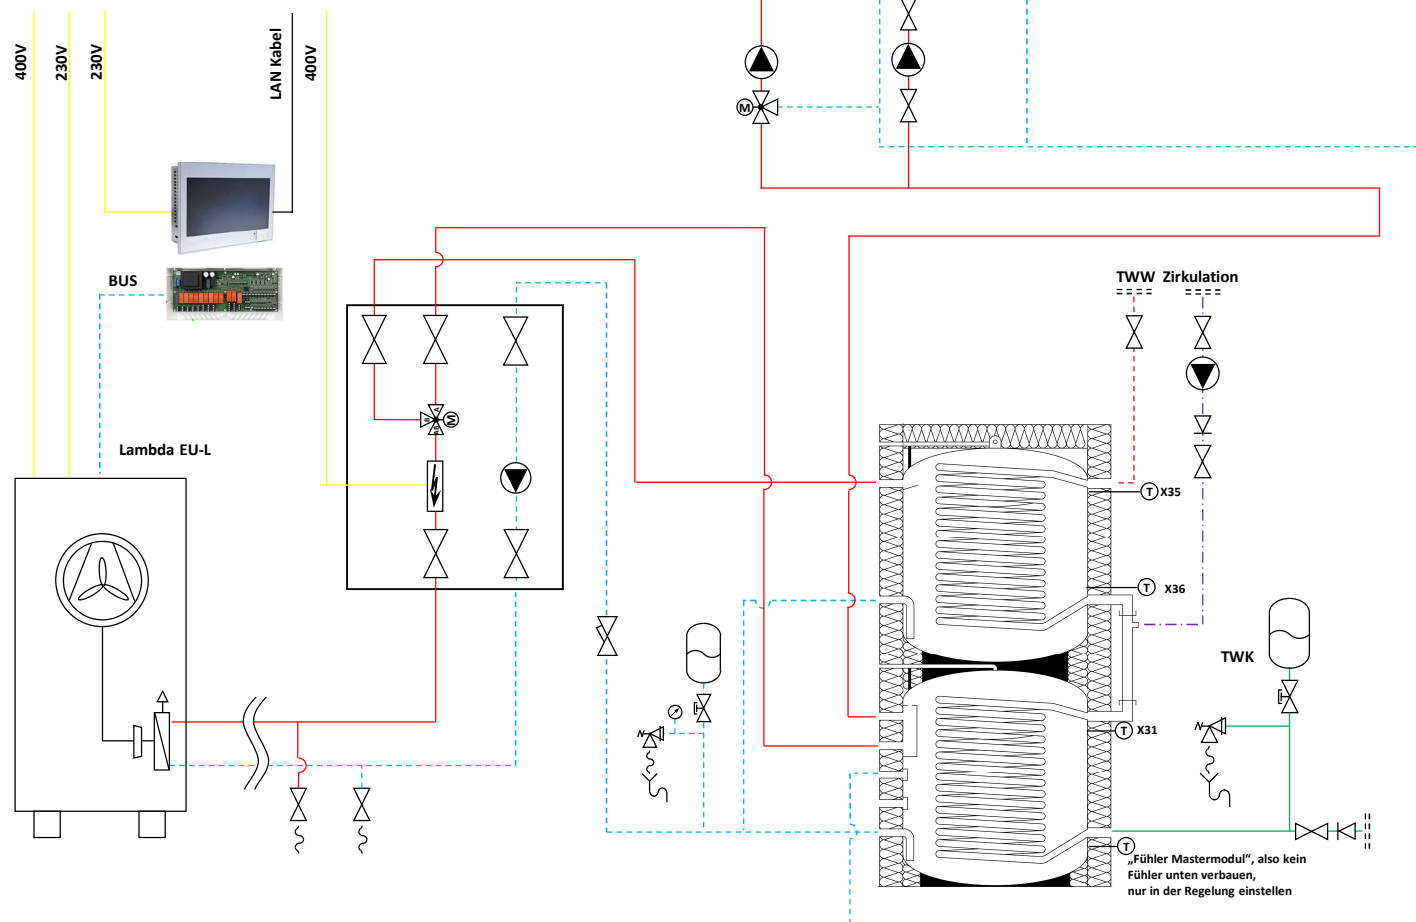 400V
230V
230V
LAN Kabel
400V
M
BUS
TWW Zirkulation
A
B
AB
M
Lambda EU-L
T X35
T X36
TWK
T X31
T
„Fühler Mastermodul“, also kein
Fühler unten verbauen,
nur in der Regelung einstellen